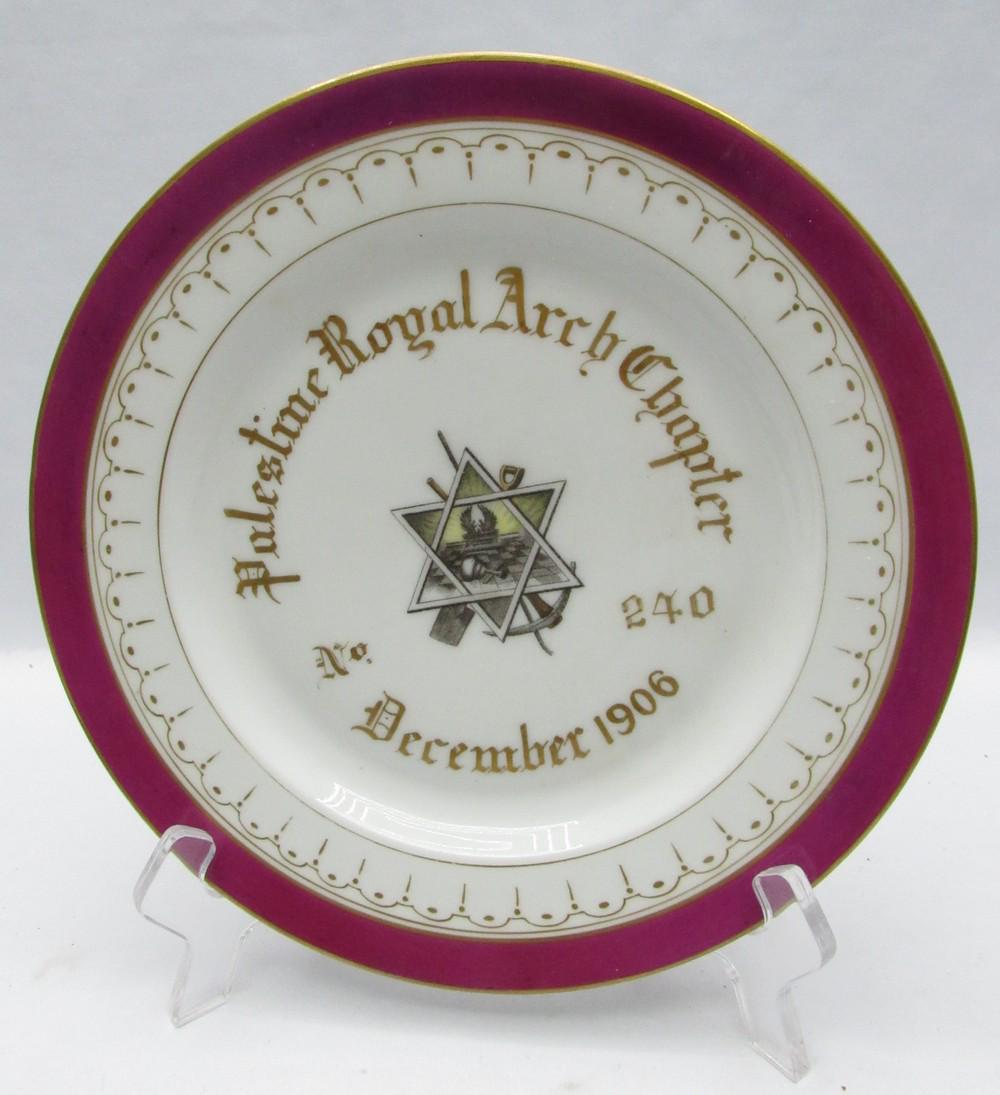 Palestine Royal Arch Chapter
No. 240
December 1906